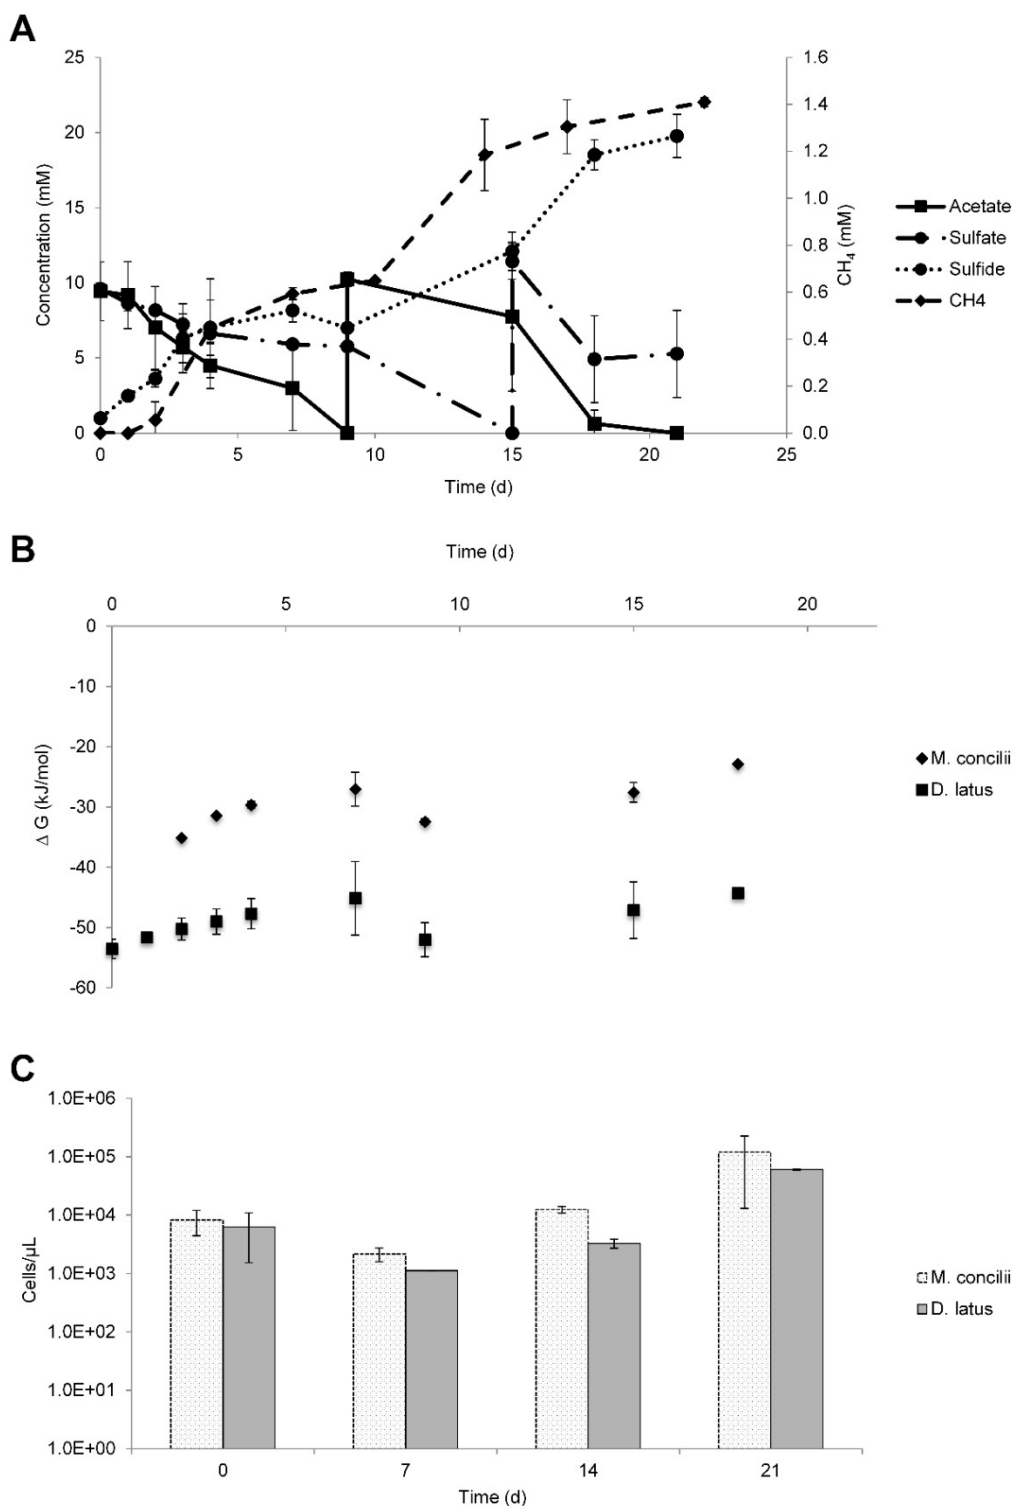 A
25
20
15
10
5
0
Concentration (mM)
0 5 10 15 20 25
Time (d)
1.6
1.4
1.2
1.0
0.8
0.6
0.4
0.2
0.0
CH4 (mM)
Acetate
Sulfate
Sulfide
CH4
B
Time (d)
0 5 10 15 20
0
-10
-20
-30
-40
-50
-60
Δ G (kJ/mol)
M. concilii
D. latus
C
1.0E+06
1.0E+05
1.0E+04
1.0E+03
1.0E+02
1.0E+01
1.0E+00
Cells/µL
0 7 14 21
Time (d)
M. concilii
D. latus